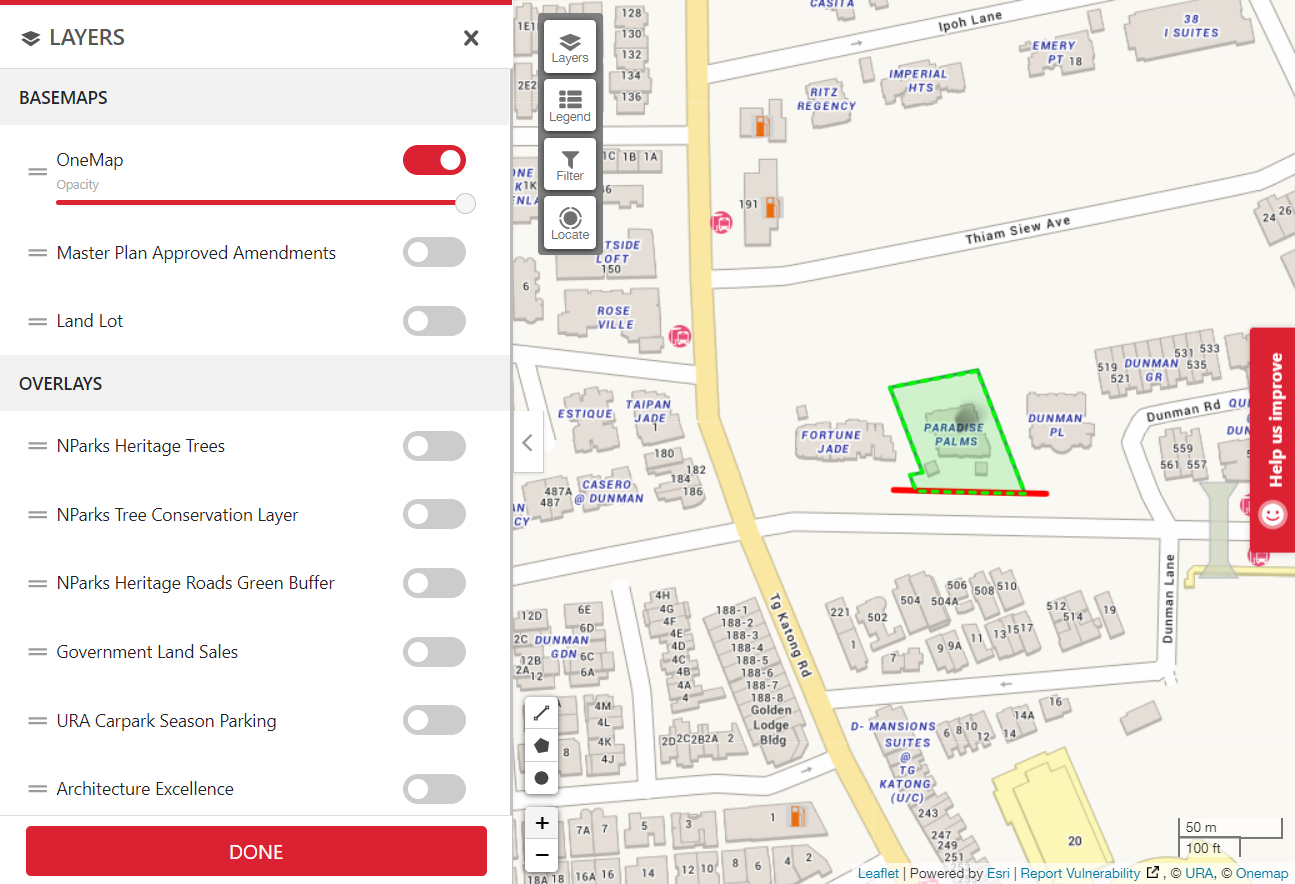 LAYERS
BASEMAPS
OneMap
Opacity
Master Plan Approved Amendments
Land Lot
OVERLAYS
NParks Heritage Trees
NParks Tree Conservation Layer
NParks Heritage Roads Green Buffer
Government Land Sales
URA Carpark Season Parking
Architecture Excellence
DONE
Layers
Legend
Filter
Locate
CASITA
Ipoh Lane
38
I SUITES
EMERY
PT 18
IMPERIAL
HTS
RITZ
REGENCY
128
130
132
134
136
1E1
2E2
1C 1B 1A
1K
191
Thiam Siew Ave
24 26
TSIDE
LOFT
150
6
ROSE
VILLE
519
521
DUNMAN
GR
531 533
535
Dunman Rd
ESTIQUE
TAIPAN
JADE
1
FORTUNE
JADE
PARADISE
PALMS
DUNMAN
PL
559
561 557
180
182
184
186
CASERO
@ DUNMAN
487A
487
Help us improve
Dunman Lane
Tg Katong Rd
12D
2C
12B
2A
12
DUNMAN
GDN
6E
6D
6C
6A
4H
4G
4F
4E
4D
4C
4B
4A
4
188-1
188-2
188-3
188-4
188-5
188-6
188-7
188-8
Golden
Lodge
Bldg
221
1
502
504
504A
506
508
510
512
514
19
7
9
9A
11
13
15
17
4M
4L
4K
4J
8
2D 2C 2B 2A 2
D- MANSIONS
SUITES
@
TG
KATONG
(U/C)
6 8 10 12
14
14A
16
243
247
249
251
7A 7
5
3
1
18A 18
16A 16
14
12 10
8
6
4
2
20
+
−
50 m
100 ft
Leaflet | Powered by Esri | Report Vulnerability , © URA, © Onemap